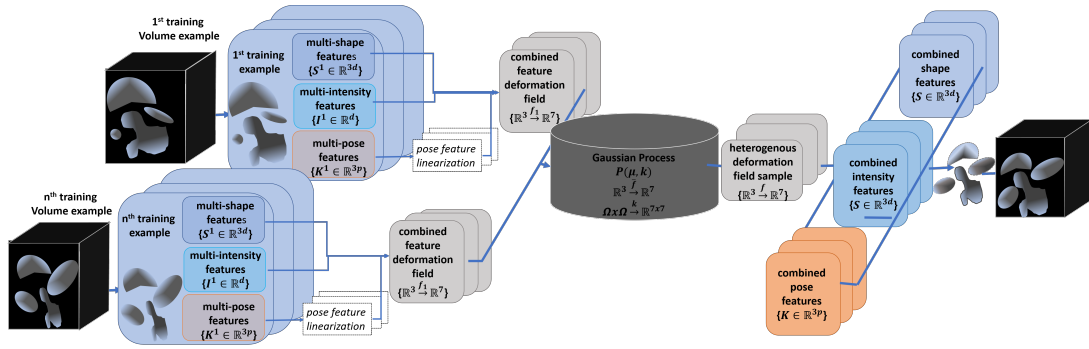 1st training
Volume example
1st training
example
multi-shape
features
{S¹ ∈ ℝ³ᵈ}
multi-intensity
features
{I¹ ∈ ℝᵈ}
multi-pose
features
{K¹ ∈ ℝ³ᵖ}
pose feature
linearization
combined
feature
deformation
field
{ℝ³ →f₁ ℝ⁷}
nth training
Volume example
nth training
example
multi-shape
features
{S¹ ∈ ℝ³ᵈ}
multi-intensity
features
{I¹ ∈ ℝᵈ}
multi-pose
features
{K¹ ∈ ℝ³ᵖ}
pose feature
linearization
combined
feature
deformation
field
{ℝ³ →f₁ ℝ⁷}
Gaussian Process
P(μ, k)
ℝ³ →f̄ ℝ⁷
ΩxΩ →k ℝ⁷ˣ⁷
heterogenous
deformation
field sample
{ℝ³ →f ℝ⁷}
combined
shape
features
{S ∈ ℝ³ᵈ}
combined
intensity
features
{S ∈ ℝ³ᵈ}
combined
pose
features
{K ∈ ℝ³ᵖ}